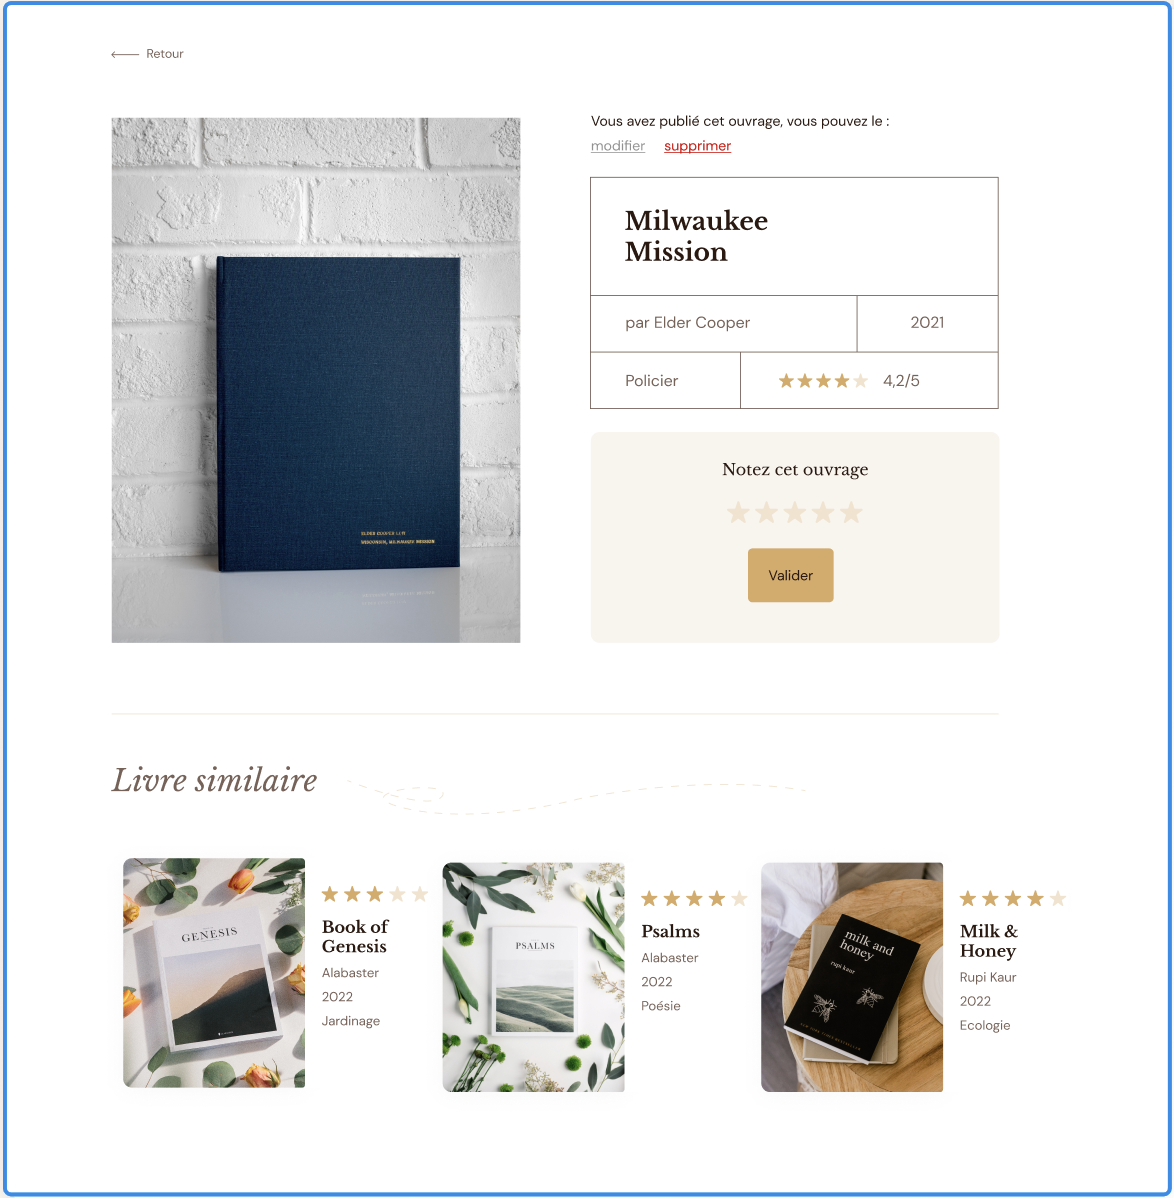 Retour
Vous avez publié cet ouvrage, vous pouvez le :
modifier supprimer
Milwaukee
Mission
par Elder Cooper
2021
Policier
4,2/5
Notez cet ouvrage
Valider
ELDER COOPER
WISCONSIN, MILWAUKEE MISSION
Livre similaire
GENESIS
Book of
Genesis
Alabaster
2022
Jardinage
PSALMS
Psalms
Alabaster
2022
Poésie
milk and
honey
rupi kaur
Milk &
Honey
Rupi Kaur
2022
Ecologie